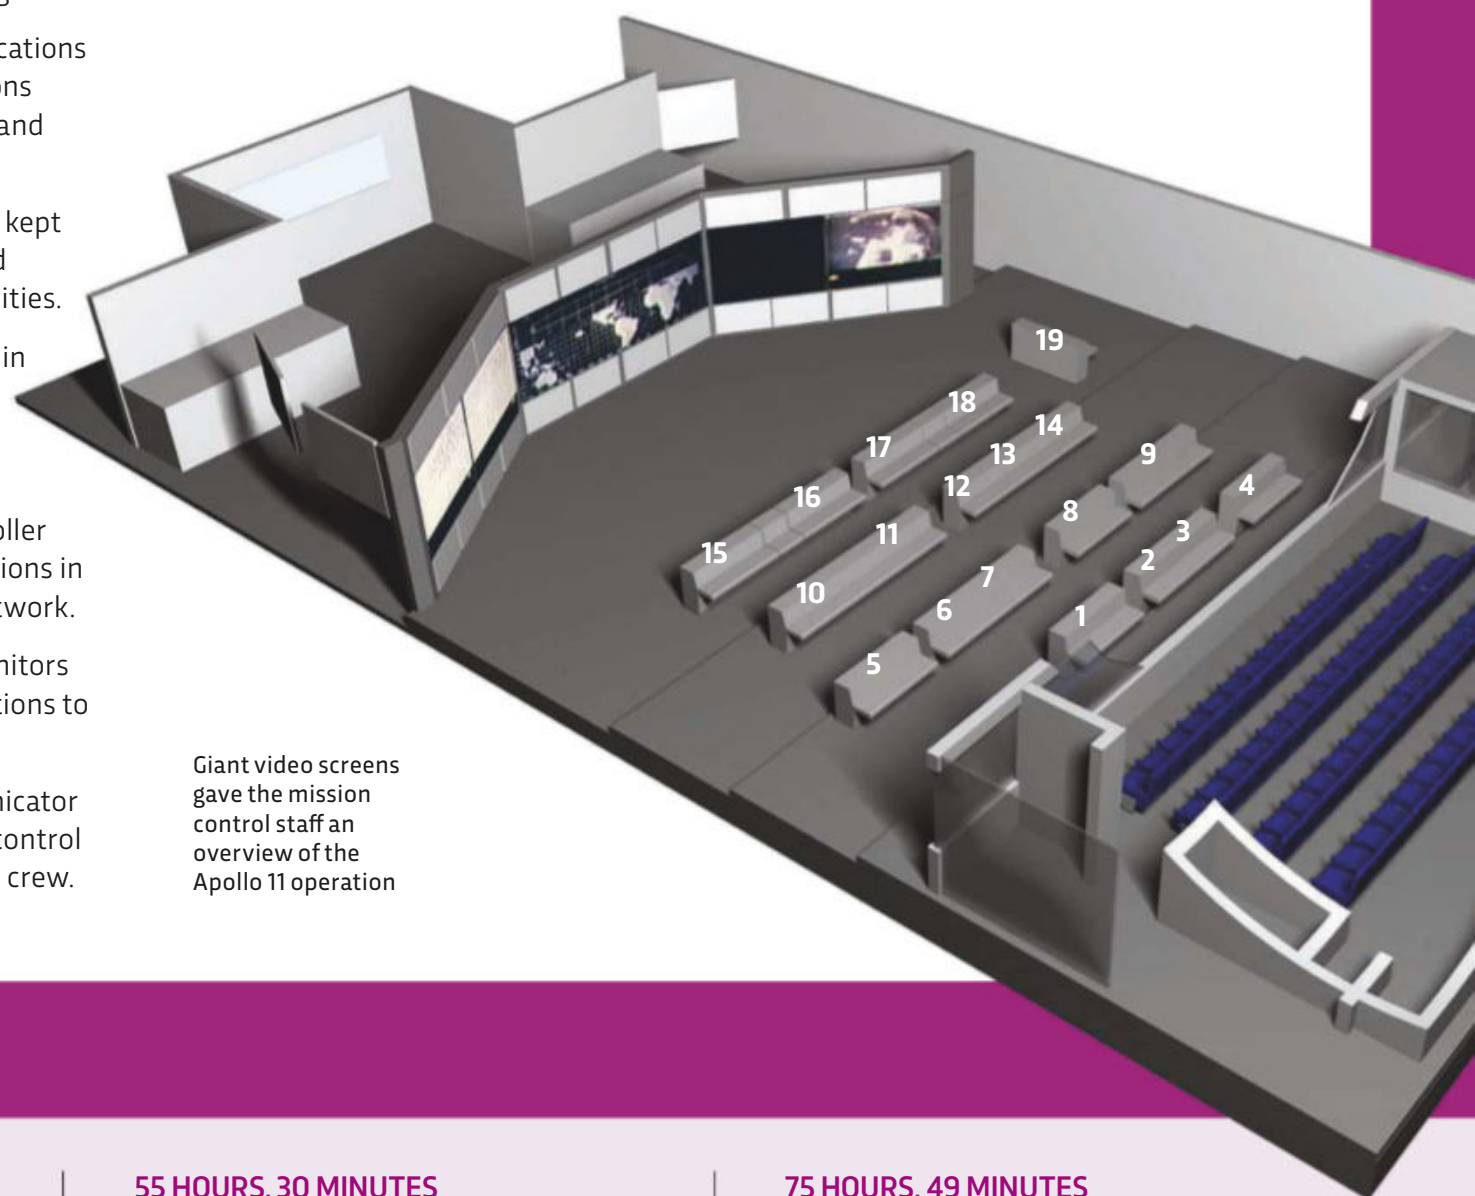 cations
ons
and
kept
d
ities.
in
oller
ions in
twork.
nitors
tions to
nicator
control
crew.
Giant video screens
gave the mission
control staff an
overview of the
Apollo 11 operation
19
18
14
17
13
9
12
4
16
8
11
3
15
2
7
10
6
1
5
55 HOURS, 30 MINUTES
75 HOURS, 49 MINUTES